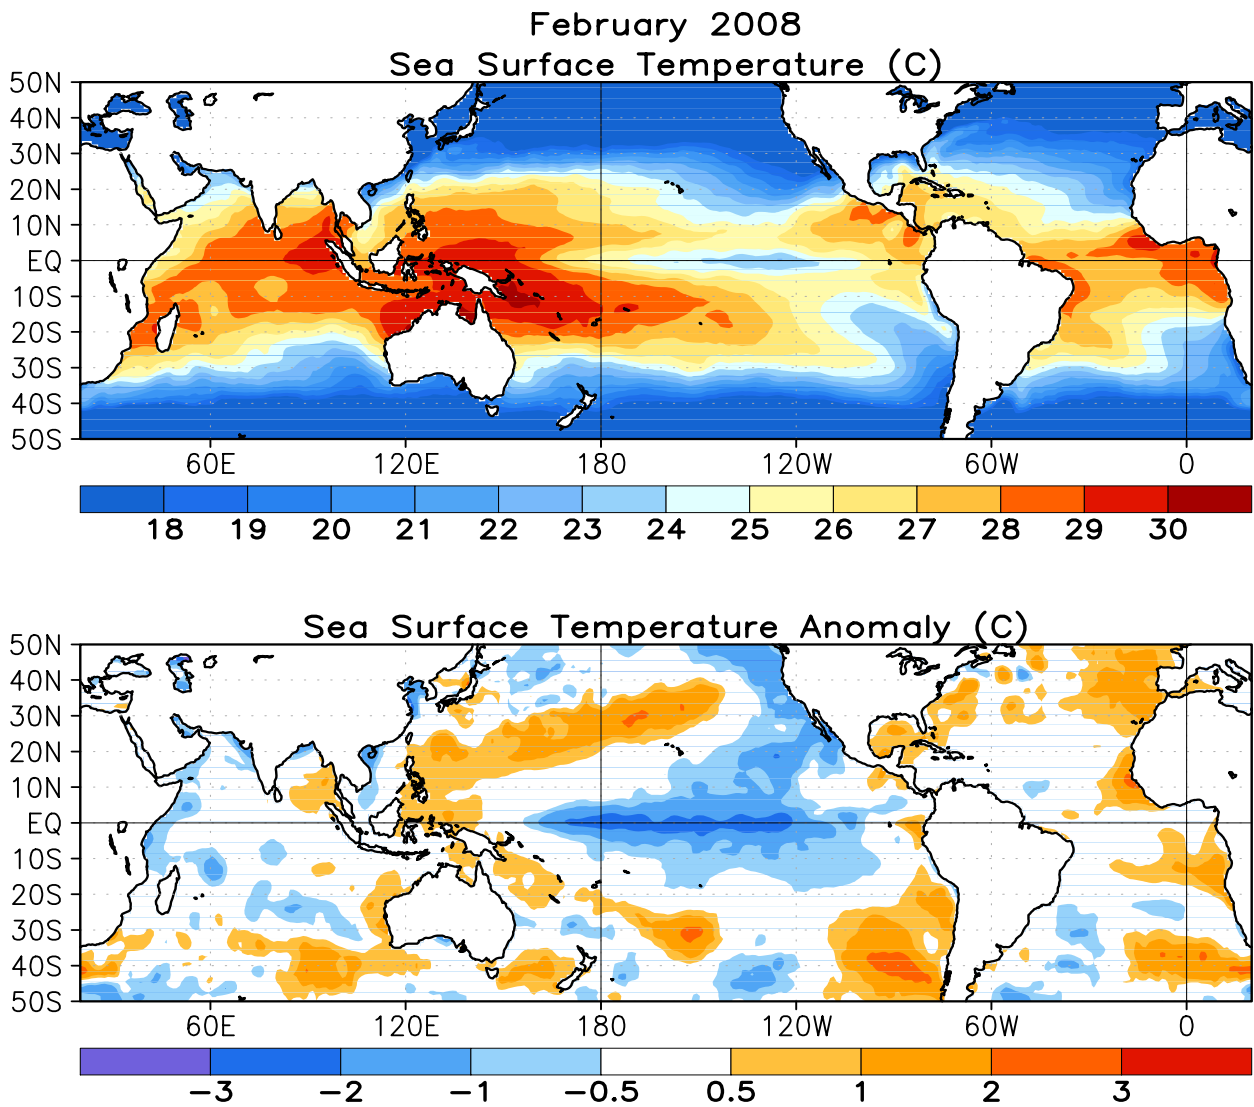 February 2008
Sea Surface Temperature (C)
50N
40N
30N
20N
10N
EQ
10S
20S
30S
40S
50S
60E 120E 180 120W 60W 0
18 19 20 21 22 23 24 25 26 27 28 29 30
Sea Surface Temperature Anomaly (C)
50N
40N
30N
20N
10N
EQ
10S
20S
30S
40S
50S
60E 120E 180 120W 60W 0
−3 −2 −1 −0.5 0.5 1 2 3